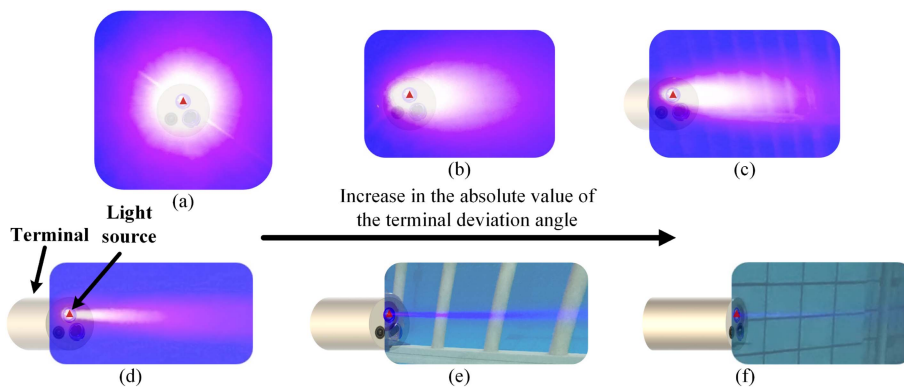 (a)
(b)
(c)
Increase in the absolute value of
the terminal deviation angle
Terminal
Light
source
(d)
(e)
(f)